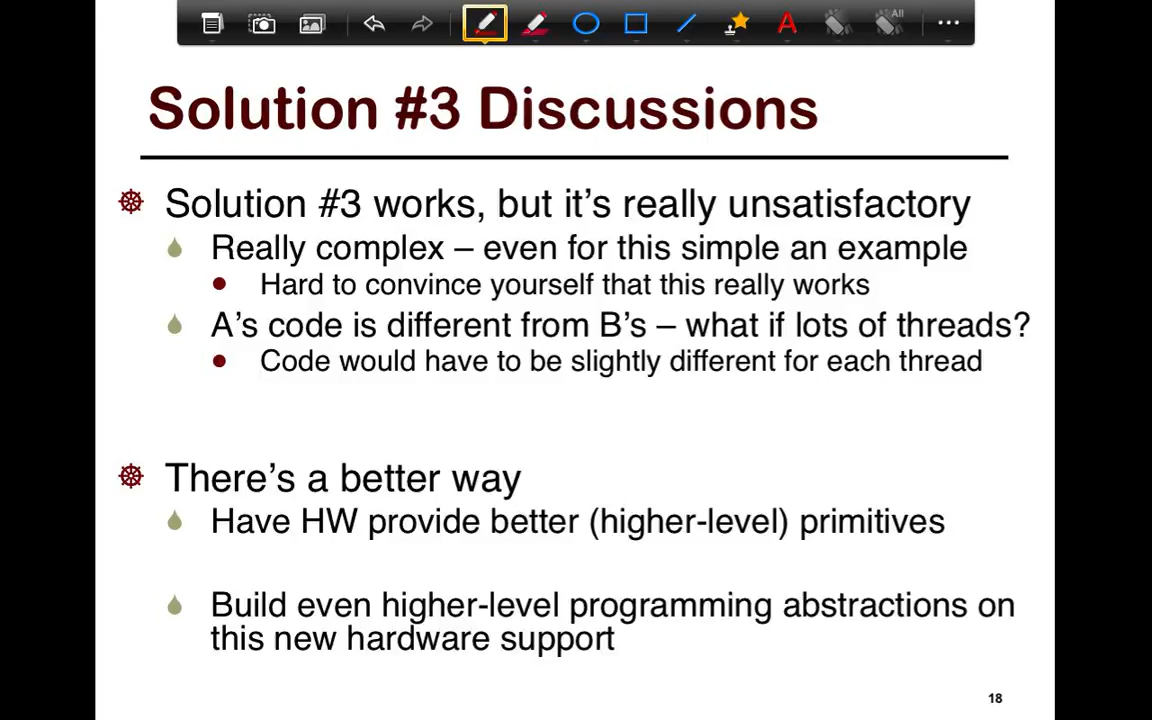 All
A
Solution #3 Discussions
Solution #3 works, but it's really unsatisfactory
Really complex – even for this simple an example
Hard to convince yourself that this really works
A's code is different from B's – what if lots of threads?
Code would have to be slightly different for each thread
There's a better way
Have HW provide better (higher-level) primitives
Build even higher-level programming abstractions on
this new hardware support
18